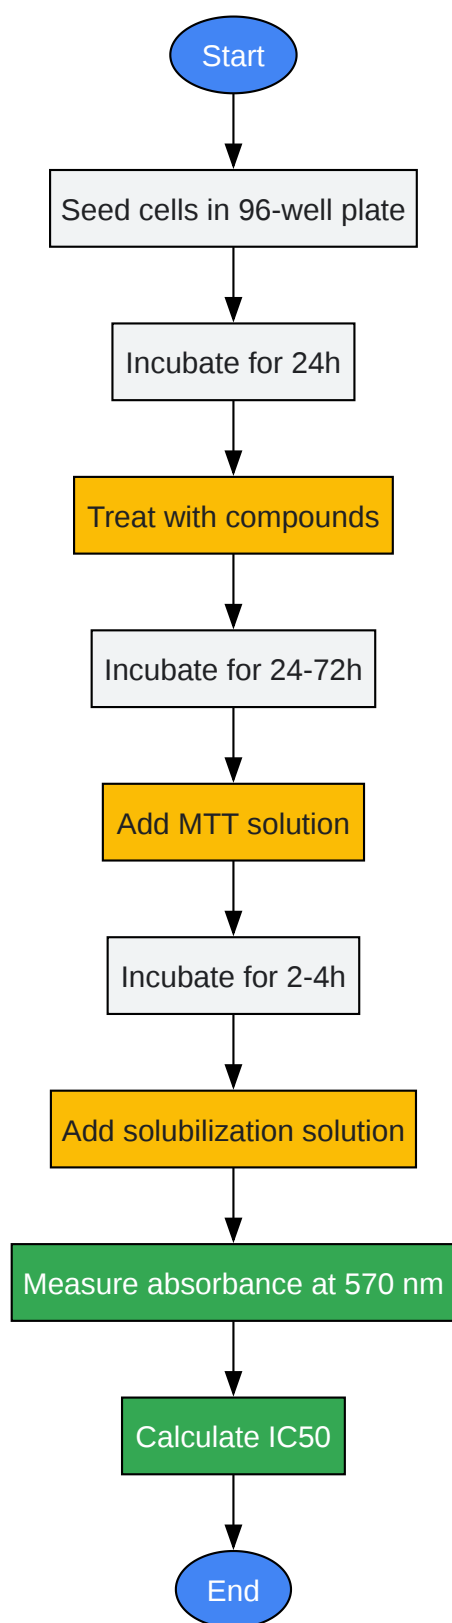 Start
Seed cells in 96-well plate
Incubate for 24h
Treat with compounds
Incubate for 24-72h
Add MTT solution
Incubate for 2-4h
Add solubilization solution
Measure absorbance at 570 nm
Calculate IC50
End